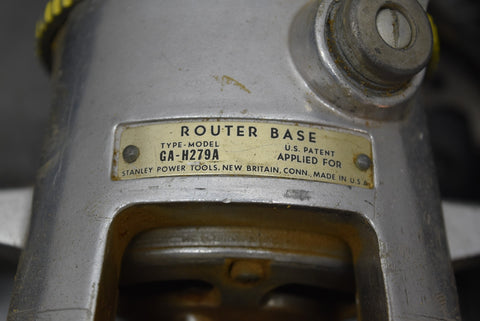 ROUTER BASE
TYPE-MODEL U.S. PATENT
GA-H279A APPLIED FOR
STANLEY POWER TOOLS, NEW BRITAIN, CONN., MADE IN U.S.A.